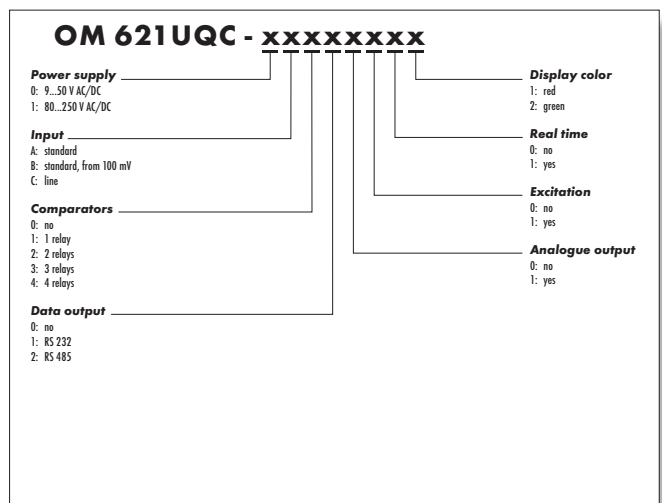 OM 621UQC - xxxxxxxx
Power supply
0: 9...50 V AC/DC
1: 80...250 V AC/DC
Input
A: standard
B: standard, from 100 mV
C: line
Comparators
0: no
1: 1 relay
2: 2 relays
3: 3 relays
4: 4 relays
Data output
0: no
1: RS 232
2: RS 485
Display color
1: red
2: green
Real time
0: no
1: yes
Excitation
0: no
1: yes
Analogue output
0: no
1: yes